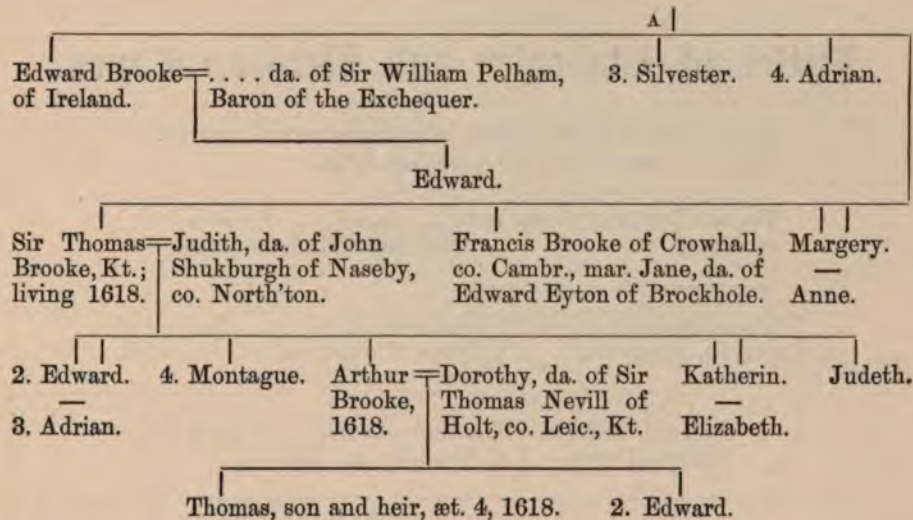 A
Edward Brooke=. . . . da. of Sir William Pelham,
of Ireland. Baron of the Exchequer.
3. Silvester.
4. Adrian.
Edward.
Sir Thomas=Judith, da. of John
Brooke, Kt.; Shukburgh of Naseby,
living 1618. co. North'ton.
Francis Brooke of Crowhall,
co. Cambr., mar. Jane, da. of
Edward Eyton of Brockhole.
Margery.
—
Anne.
2. Edward.
—
3. Adrian.
4. Montague.
Arthur=Dorothy, da. of Sir
Brooke, Thomas Nevill of
1618. Holt, co. Leic., Kt.
Katherin.
—
Elizabeth.
Judeth.
Thomas, son and heir, æt. 4, 1618.
2. Edward.